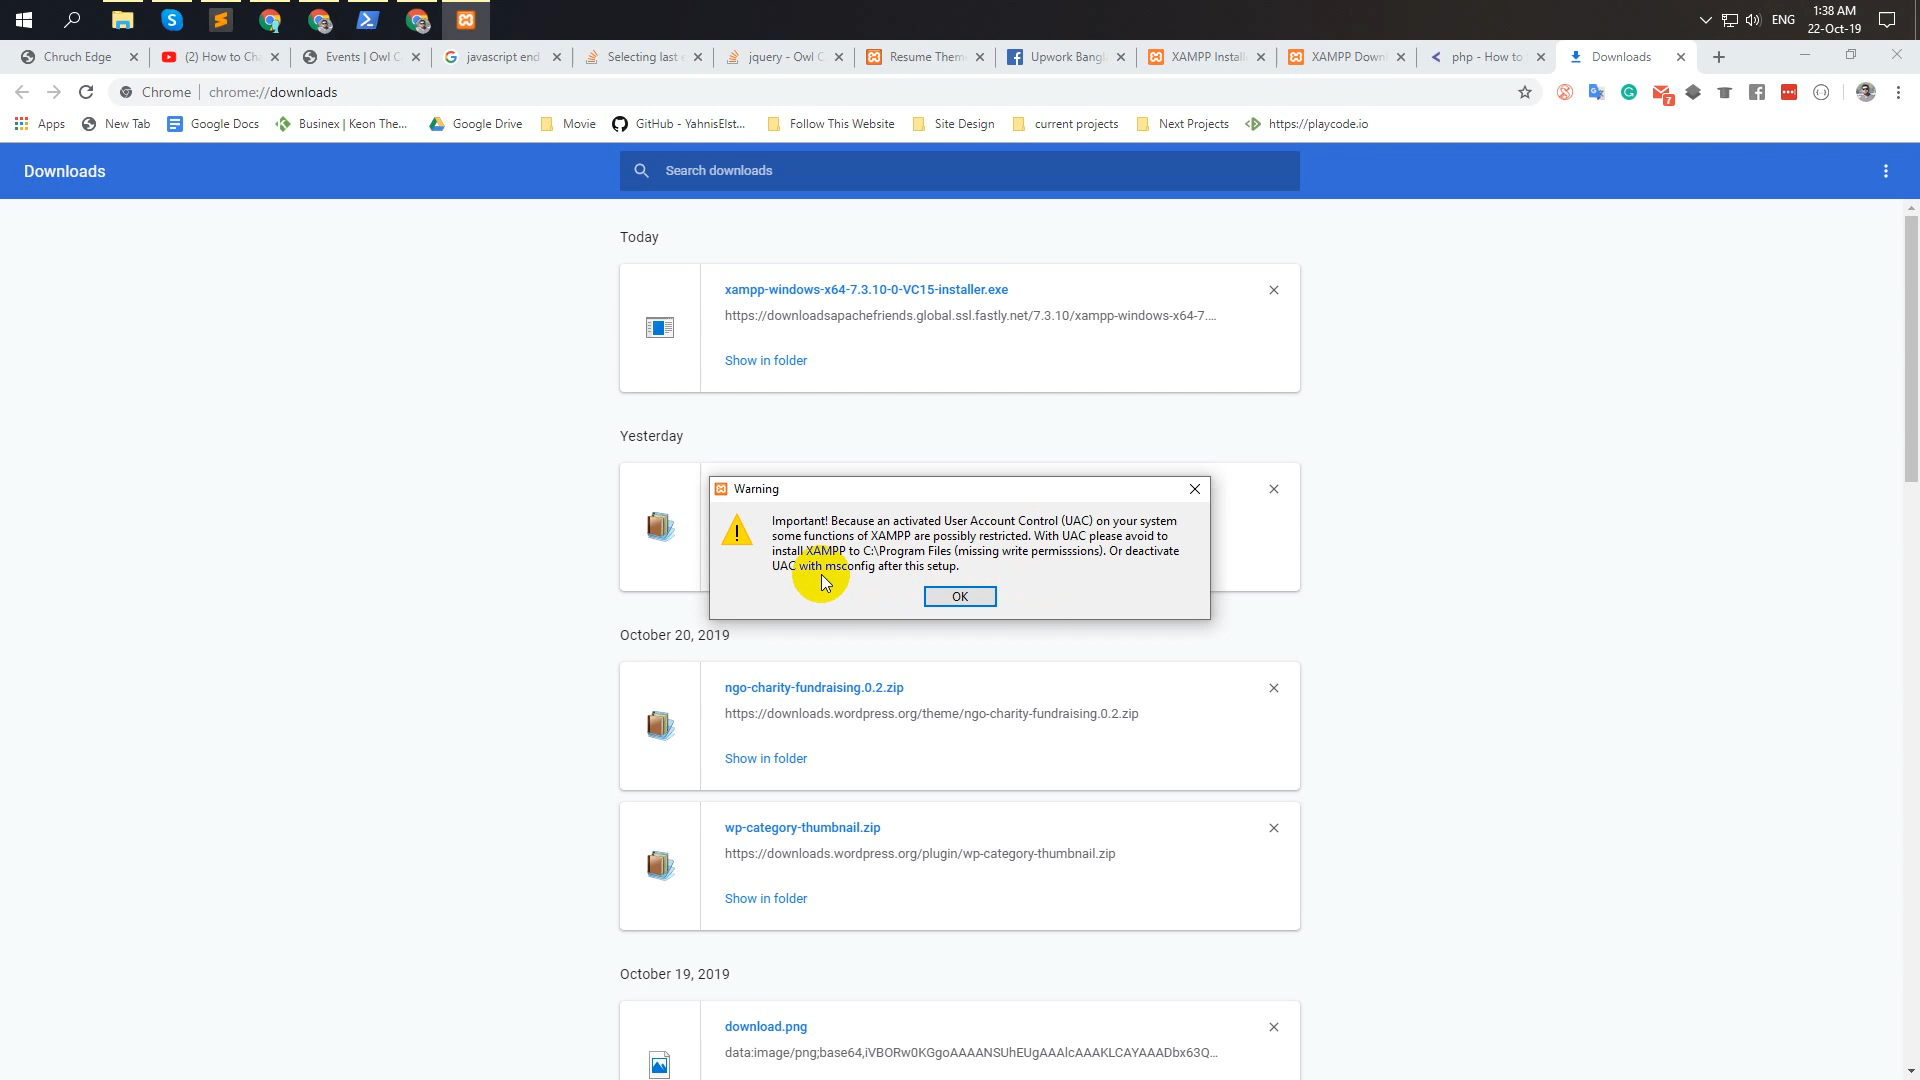 ENG
1:38 AM
22-Oct-19
Chruch Edge
(2) How to Ch
Events | Owl C
javascript end
Selecting last e
jquery - Owl C
Resume Them
Upwork Bangl
XAMPP Install
XAMPP Down
php - How to
Downloads
Chrome
chrome://downloads
7
Apps
New Tab
Google Docs
Businex | Keon The...
Google Drive
Movie
GitHub - YahnisElst...
Follow This Website
Site Design
current projects
Next Projects
https://playcode.io
Downloads
Search downloads
Today
xampp-windows-x64-7.3.10-0-VC15-installer.exe
https://downloadsapachefriends.global.ssl.fastly.net/7.3.10/xampp-windows-x64-7....
Show in folder
Yesterday
Warning
Important! Because an activated User Account Control (UAC) on your system
some functions of XAMPP are possibly restricted. With UAC please avoid to
install XAMPP to C:\Program Files (missing write permisssions). Or deactivate
UAC with msconfig after this setup.
OK
October 20, 2019
ngo-charity-fundraising.0.2.zip
https://downloads.wordpress.org/theme/ngo-charity-fundraising.0.2.zip
Show in folder
wp-category-thumbnail.zip
https://downloads.wordpress.org/plugin/wp-category-thumbnail.zip
Show in folder
October 19, 2019
download.png
data:image/png;base64,iVBORw0KGgoAAAANSUhEUgAAAlcAAAKLCAYAAADbx63Q...